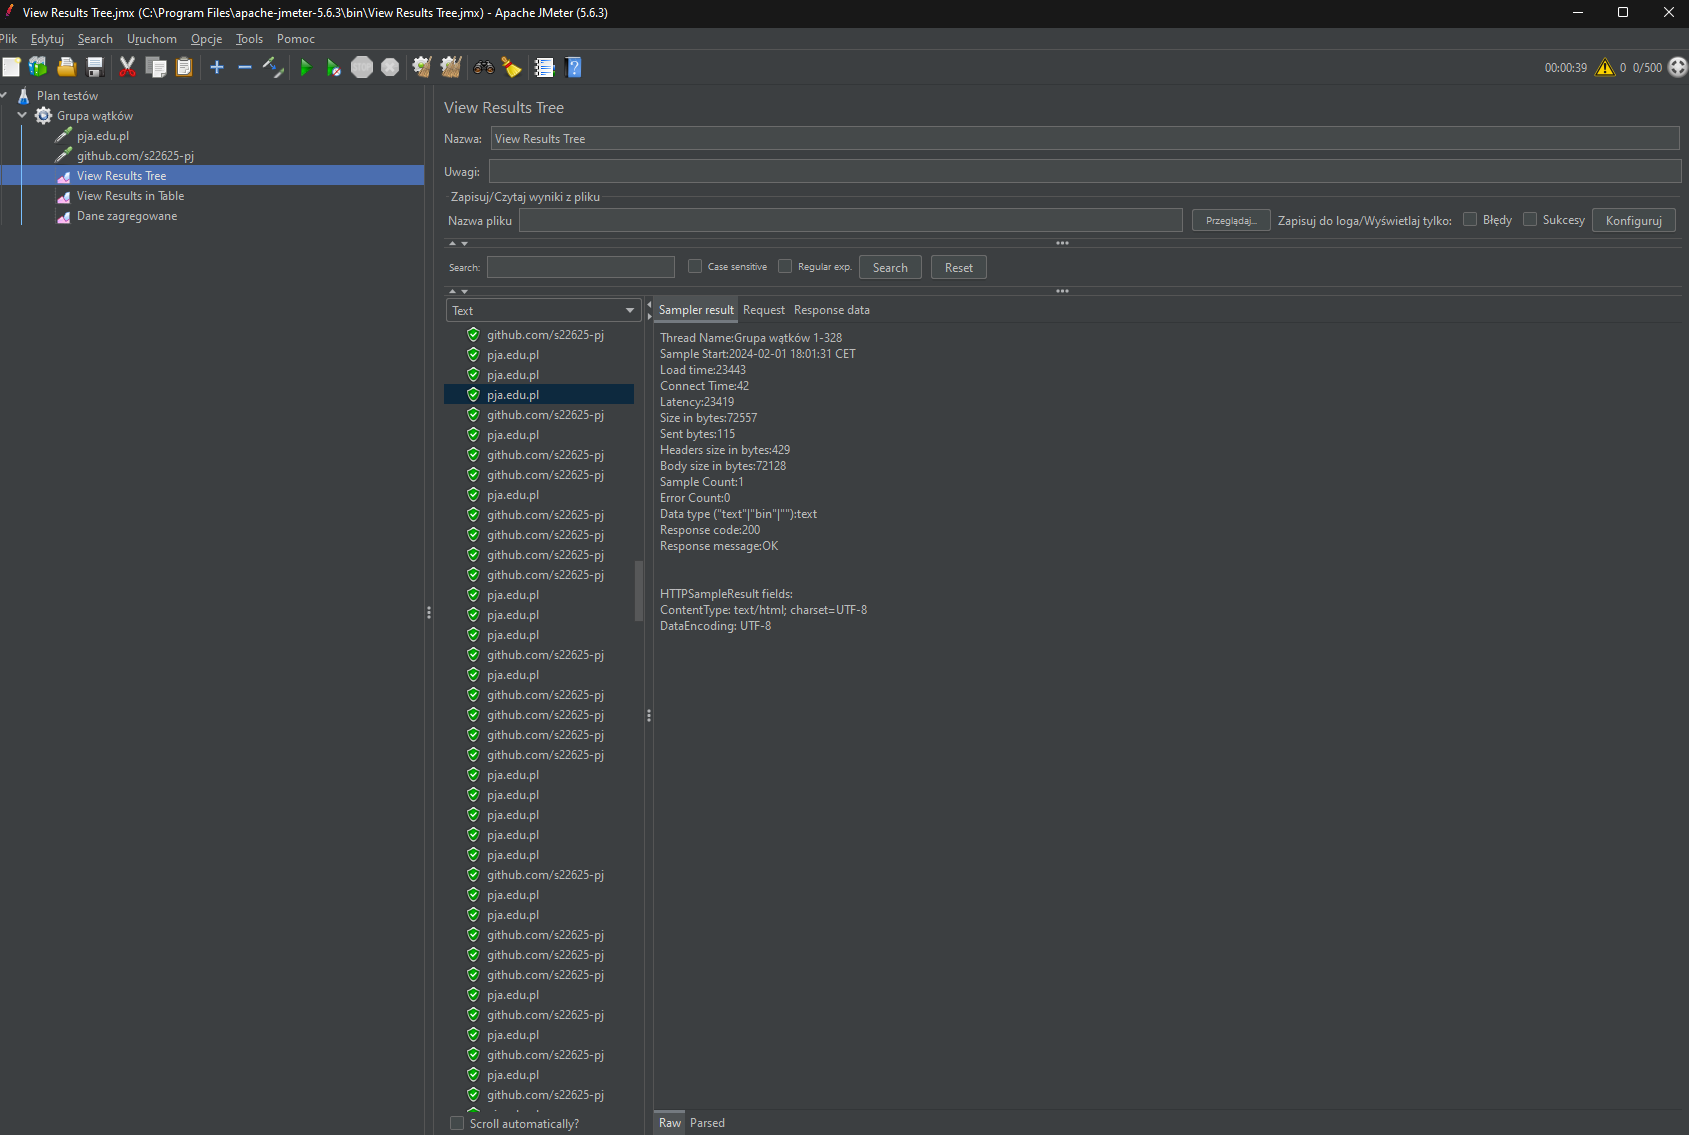 View Results Tree.jmx (C:\Program Files\apache-jmeter-5.6.3\bin\View Results Tree.jmx) - Apache JMeter (5.6.3)
Plik Edytuj Search Uruchom Opcje Tools Pomoc
STOP
00:00:39 0 0/500
Plan testów
Grupa wątków
pja.edu.pl
github.com/s22625-pj
View Results Tree
View Results in Table
Dane zagregowane
View Results Tree
Nazwa: View Results Tree
Uwagi:
Zapisuj/Czytaj wyniki z pliku
Nazwa pliku Przeglądaj... Zapisuj do loga/Wyświetlaj tylko: Błędy Sukcesy Konfiguruj
Search: Case sensitive Regular exp. Search Reset
Text
github.com/s22625-pj
pja.edu.pl
pja.edu.pl
pja.edu.pl
github.com/s22625-pj
pja.edu.pl
github.com/s22625-pj
github.com/s22625-pj
pja.edu.pl
github.com/s22625-pj
github.com/s22625-pj
github.com/s22625-pj
github.com/s22625-pj
pja.edu.pl
pja.edu.pl
pja.edu.pl
github.com/s22625-pj
pja.edu.pl
github.com/s22625-pj
github.com/s22625-pj
github.com/s22625-pj
github.com/s22625-pj
pja.edu.pl
pja.edu.pl
pja.edu.pl
pja.edu.pl
pja.edu.pl
github.com/s22625-pj
pja.edu.pl
pja.edu.pl
github.com/s22625-pj
github.com/s22625-pj
github.com/s22625-pj
pja.edu.pl
github.com/s22625-pj
pja.edu.pl
github.com/s22625-pj
pja.edu.pl
github.com/s22625-pj
Scroll automatically?
Sampler result Request Response data
Thread Name:Grupa wątków 1-328
Sample Start:2024-02-01 18:01:31 CET
Load time:23443
Connect Time:42
Latency:23419
Size in bytes:72557
Sent bytes:115
Headers size in bytes:429
Body size in bytes:72128
Sample Count:1
Error Count:0
Data type ("text"|"bin"|""):text
Response code:200
Response message:OK
HTTPSampleResult fields:
ContentType: text/html; charset=UTF-8
DataEncoding: UTF-8
Raw Parsed